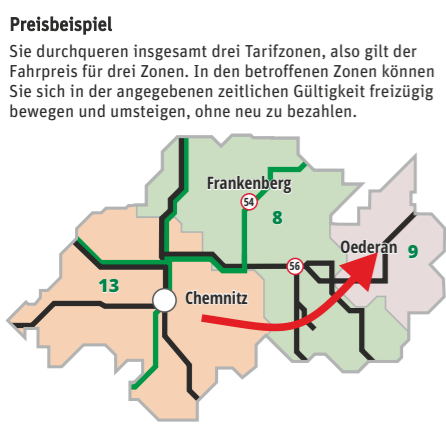 Preisbeispiel
Sie durchqueren insgesamt drei Tarifzonen, also gilt der
Fahrpreis für drei Zonen. In den betroffenen Zonen können
Sie sich in der angegebenen zeitlichen Gültigkeit freizügig
bewegen und umsteigen, ohne neu zu bezahlen.
Frankenberg
54
8
Oederan
9
56
13
Chemnitz